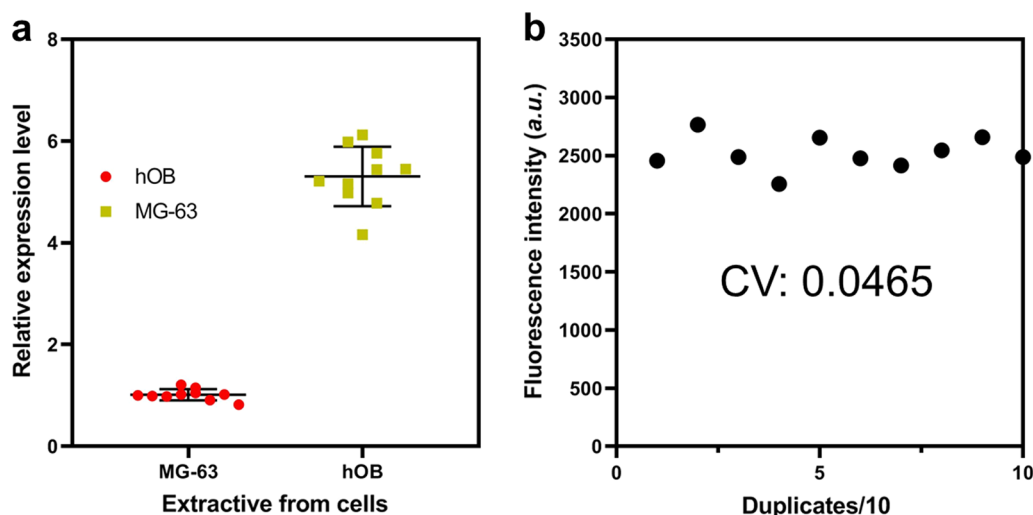 a
Relative expression level
8
6
4
2
0
hOB
MG-63
MG-63
hOB
Extractive from cells
b
Fluorescence intensity (a.u.)
3500
3000
2500
2000
1500
1000
500
0
CV: 0.0465
0
5
10
Duplicates/10